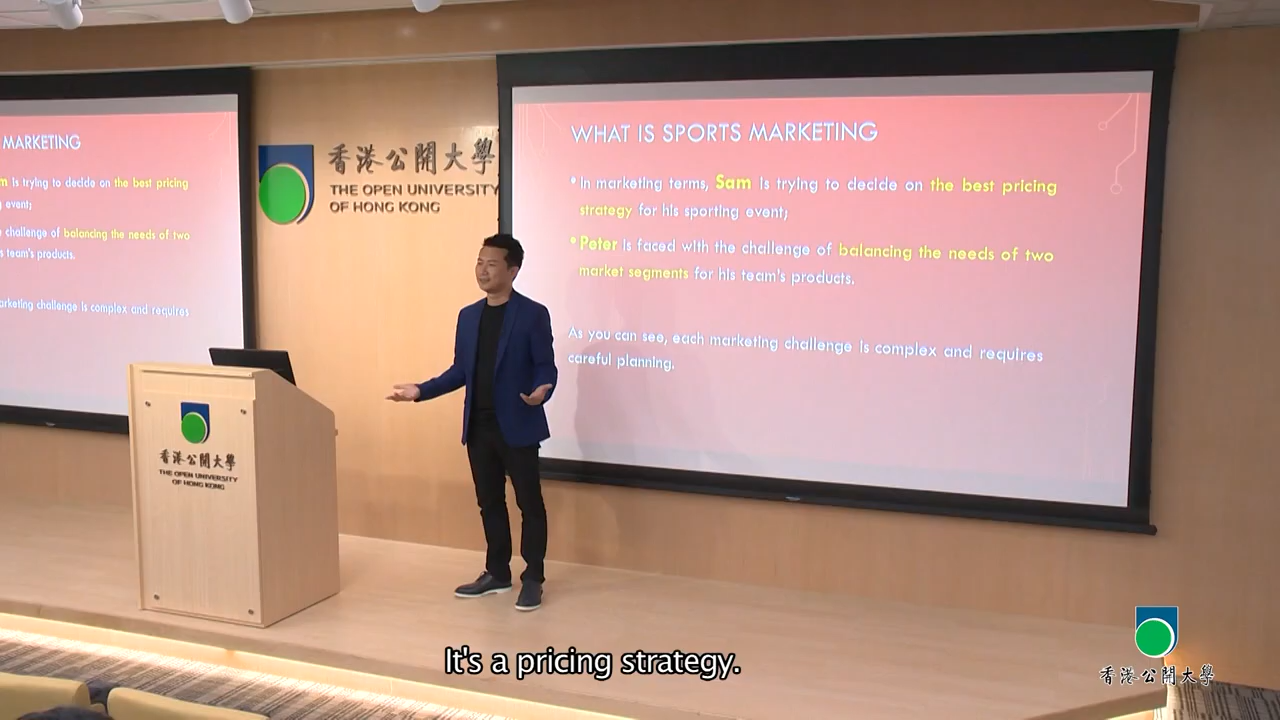 MARKETING
m is trying to decide on the best pricing
g event;
challenge of balancing the needs of two
s team's products.
arketing challenge is complex and requires
香港公開大學
THE OPEN UNIVERSITY
OF HONG KONG
WHAT IS SPORTS MARKETING
• In marketing terms, Sam is trying to decide on the best pricing
strategy for his sporting event;
• Peter is faced with the challenge of balancing the needs of two
market segments for his team's products.
As you can see, each marketing challenge is complex and requires
careful planning.
香港公開大學
THE OPEN UNIVERSITY
OF HONG KONG
It's a pricing strategy.
香港公開大學